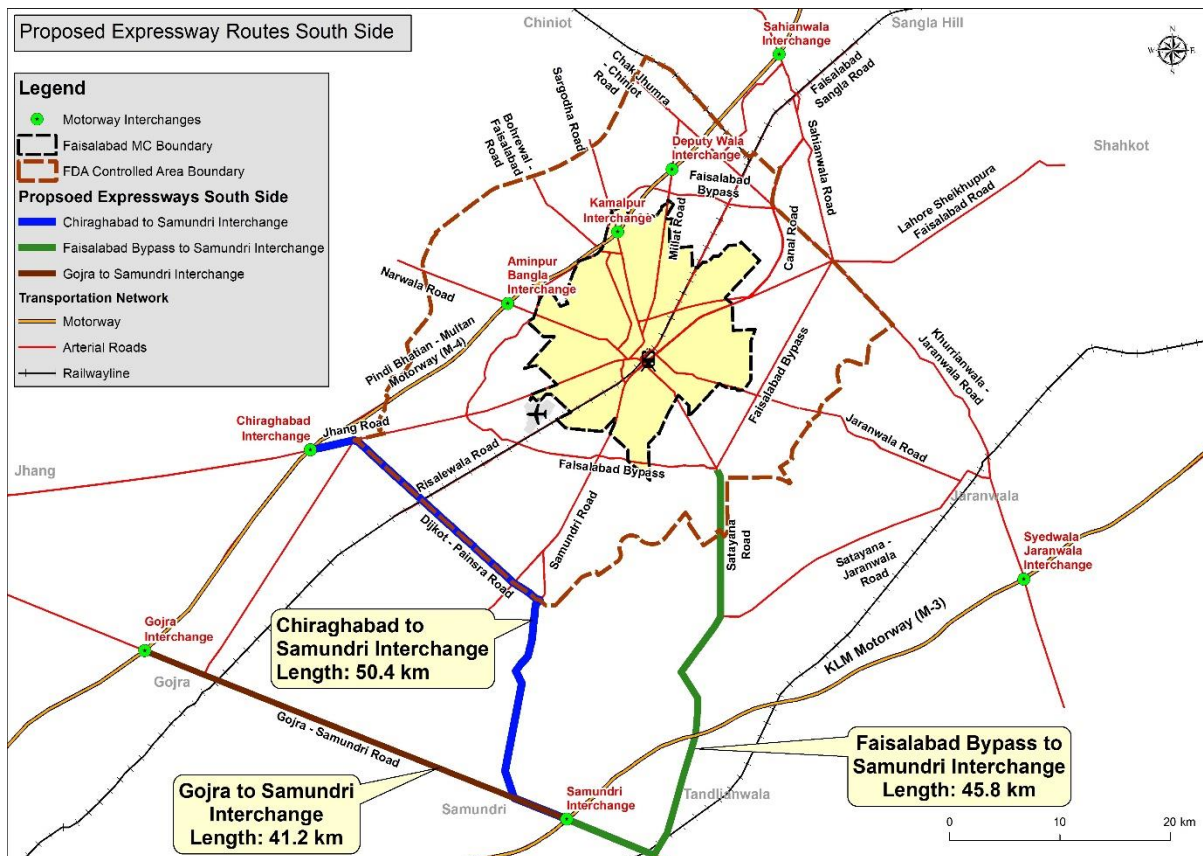 Proposed Expressway Routes South Side
Legend
Motorway Interchanges
Faisalabad MC Boundary
FDA Controlled Area Boundary
Proposed Expressways South Side
Chiraghabad to Samundri Interchange
Faisalabad Bypass to Samundri Interchange
Gojra to Samundri Interchange
Transportation Network
Motorway
Arterial Roads
Railwayline
Chiniot
Sangla Hill
Sahianwala
Interchange
N
W
E
S
Chak Jhumra
- Chiniot
Road
Faisalabad
Sangla Road
Sargodha Road
Bohrewal -
Faisalabad
Road
Deputy Wala
Interchange
Sahianwala Road
Shahkot
Faisalabad
Bypass
Kamalpur
Interchange
Millat Road
Canal Road
Lahore Sheikhupura
Faisalabad Road
Narwala Road
Aminpur
Bangla
Interchange
Pindi Bhatian - Multan
Motorway (M-4)
Faisalabad Bypass
Khurrianwala -
Jaranwala Road
Chiraghabad
Interchange
Jhang Road
Jhang
Risalewala Road
Faisalabad Bypass
Jaranwala Road
Jaranwala
Dijkot - Painsra Road
Samundri Road
Satayana
Road
Satayana -
Jaranwala
Road
Syedwala
Jaranwala
Interchange
Chiraghabad to
Samundri Interchange
Length: 50.4 km
Gojra
Interchange
Gojra
KLM Motorway (M-3)
Gojra - Samundri Road
Faisalabad Bypass to
Samundri Interchange
Length: 45.8 km
Gojra to Samundri
Interchange
Length: 41.2 km
Samundri
Samundri
Interchange
Tandlianwala
0
10
20 km